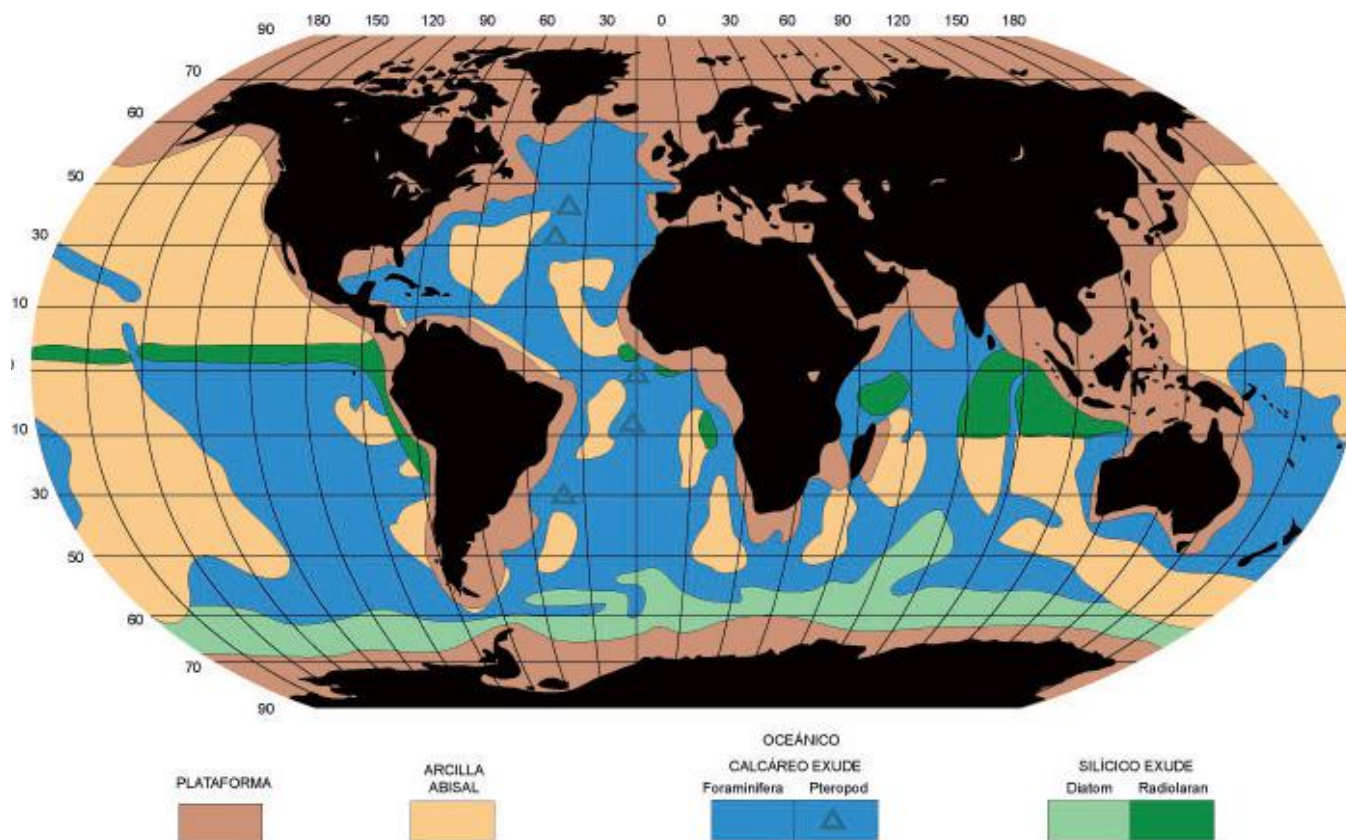 180 150 120 90 60 30 0 30 60 90 120 150 180
90
70
60
50
30
10
0
10
30
50
60
70
90
OCEÁNICO
PLATAFORMA
ARCILLA
ABISAL
CALCÁREO EXUDE
Foraminifera Pteropod
SILÍCICO EXUDE
Diatom Radiolaran